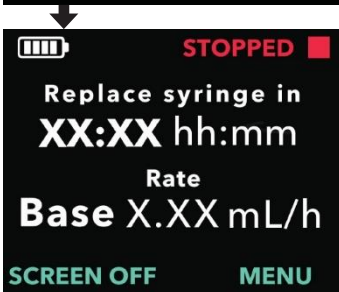 STOPPED
Replace syringe in
XX:XX hh:mm
Rate
Base X.XX mL/h
SCREEN OFF MENU